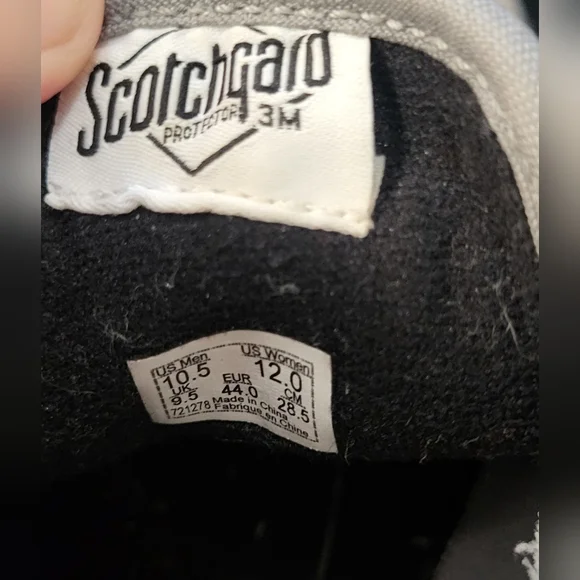 Scotchgard
PROTECTOR 3M
US Men US Women
10.5 12.0
UK EUR CM
9.5 44.0 28.5
721278 Made in China
Fabrique en Chine